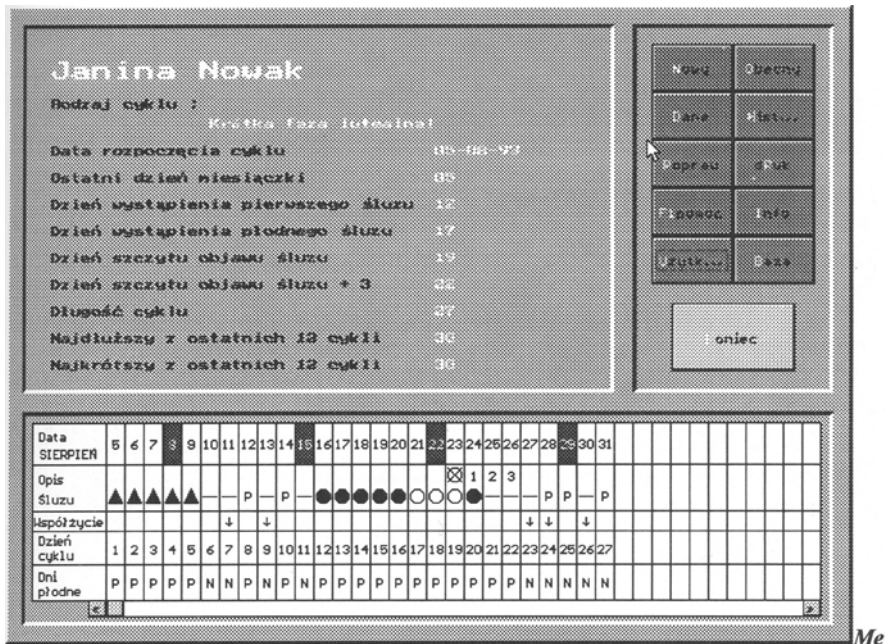 Janina Nowak
Rodzaj cyklu :
Krótka faza lutealna!
Data rozpoczęcia cyklu 05-08-93
Ostatni dzień miesiączki 05
Dzień wystąpienia pierwszego śluzu 12
Dzień wystąpienia płodnego śluzu 17
Dzień szczytu objawu śluzu 19
Dzień szczytu objawu śluzu + 3 22
Długość cyklu 27
Najdłuższy z ostatnich 12 cykli 30
Najkrótszy z ostatnich 12 cykli 30
Nowy Obecny
Dane Hist...
Popraw dRuk
F1pomoc Info
Uzytk... Baza
oniec
Data
SIERPIEŃ 5 6 7 8 9 10 11 12 13 14 15 16 17 18 19 20 21 22 23 24 25 26 27 28 29 30 31
Opis 1 2 3
śluzu — — P — P — — — — P P — P
Współżycie ↓ ↓ ↓ ↓ ↓
Dzień
cyklu 1 2 3 4 5 6 7 8 9 10 11 12 13 14 15 16 17 18 19 20 21 22 23 24 25 26 27
Dni
płodne P P P P P N N P N P N P P P P P P P P P P P N N N N N
Me